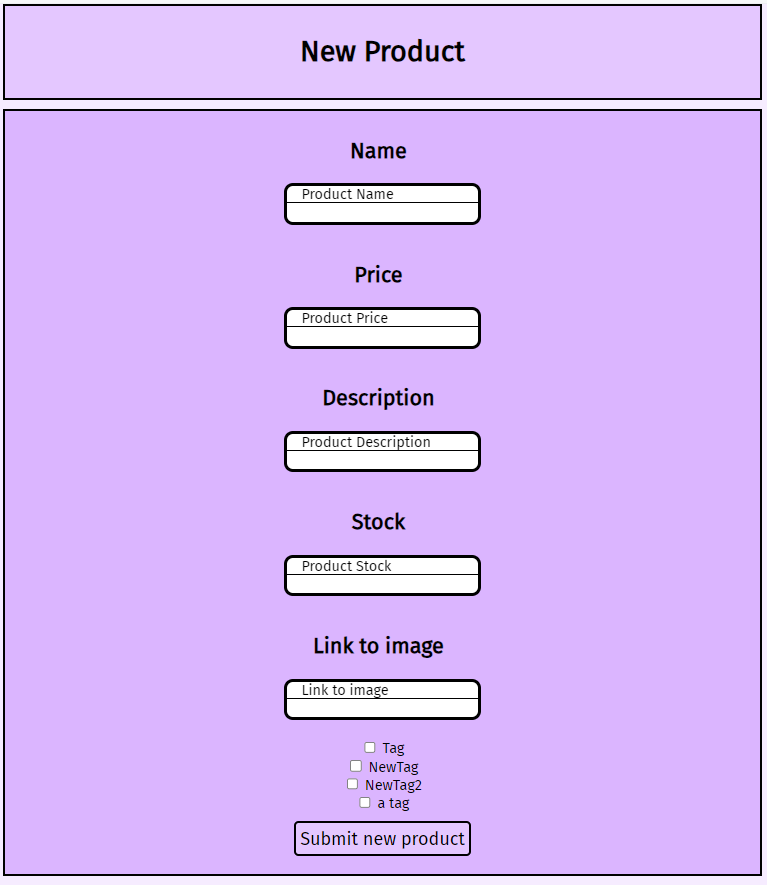 New Product
Name
Product Name
Price
Product Price
Description
Product Description
Stock
Product Stock
Link to image
Link to image
Tag
NewTag
NewTag2
a tag
Submit new product